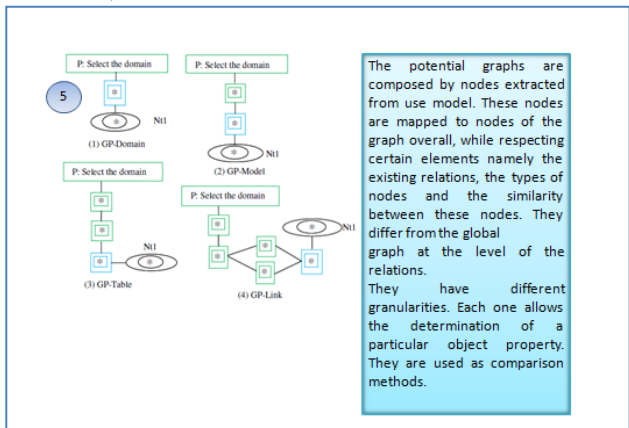 5
P: Select the domain
*
*
Nt1
(1) GP-Domain
P: Select the domain
*
*
*
Nt1
(2) GP-Model
P: Select the domain
*
*
*
Nt1
*
(3) GP-Table
P: Select the domain
*
*
*
*
*
*
Nt1
(4) GP-Link
The potential graphs are
composed by nodes extracted
from use model. These nodes
are mapped to nodes of the
graph overall, while respecting
certain elements namely the
existing relations, the types of
nodes and the similarity
between these nodes. They
differ from the global
graph at the level of the
relations.
They have different
granularities. Each one allows
the determination of a
particular object property.
They are used as comparison
methods.